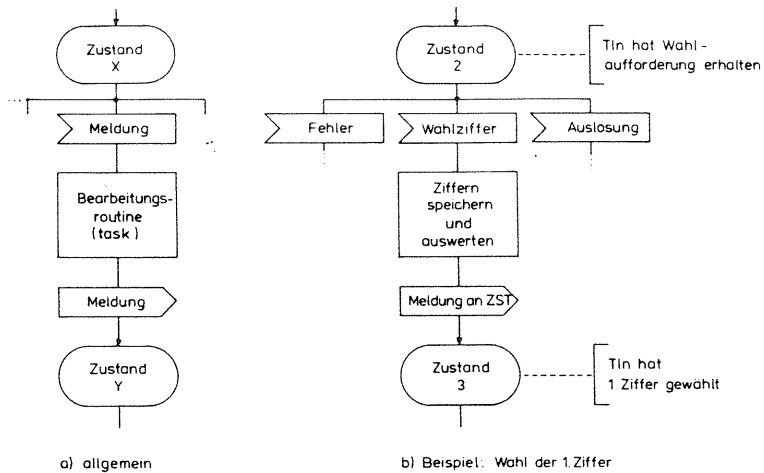 Zustand
X
Meldung
Bearbeitungs-
routine
(task)
Meldung
Zustand
Y
a) allgemein
Zustand
2
Tln hat Wahl-
aufforderung erhalten
Fehler
Wahlziffer
Auslösung
Ziffern
speichern
und
auswerten
Meldung an ZST
Zustand
3
Tln hat
1. Ziffer gewählt
b) Beispiel: Wahl der 1. Ziffer